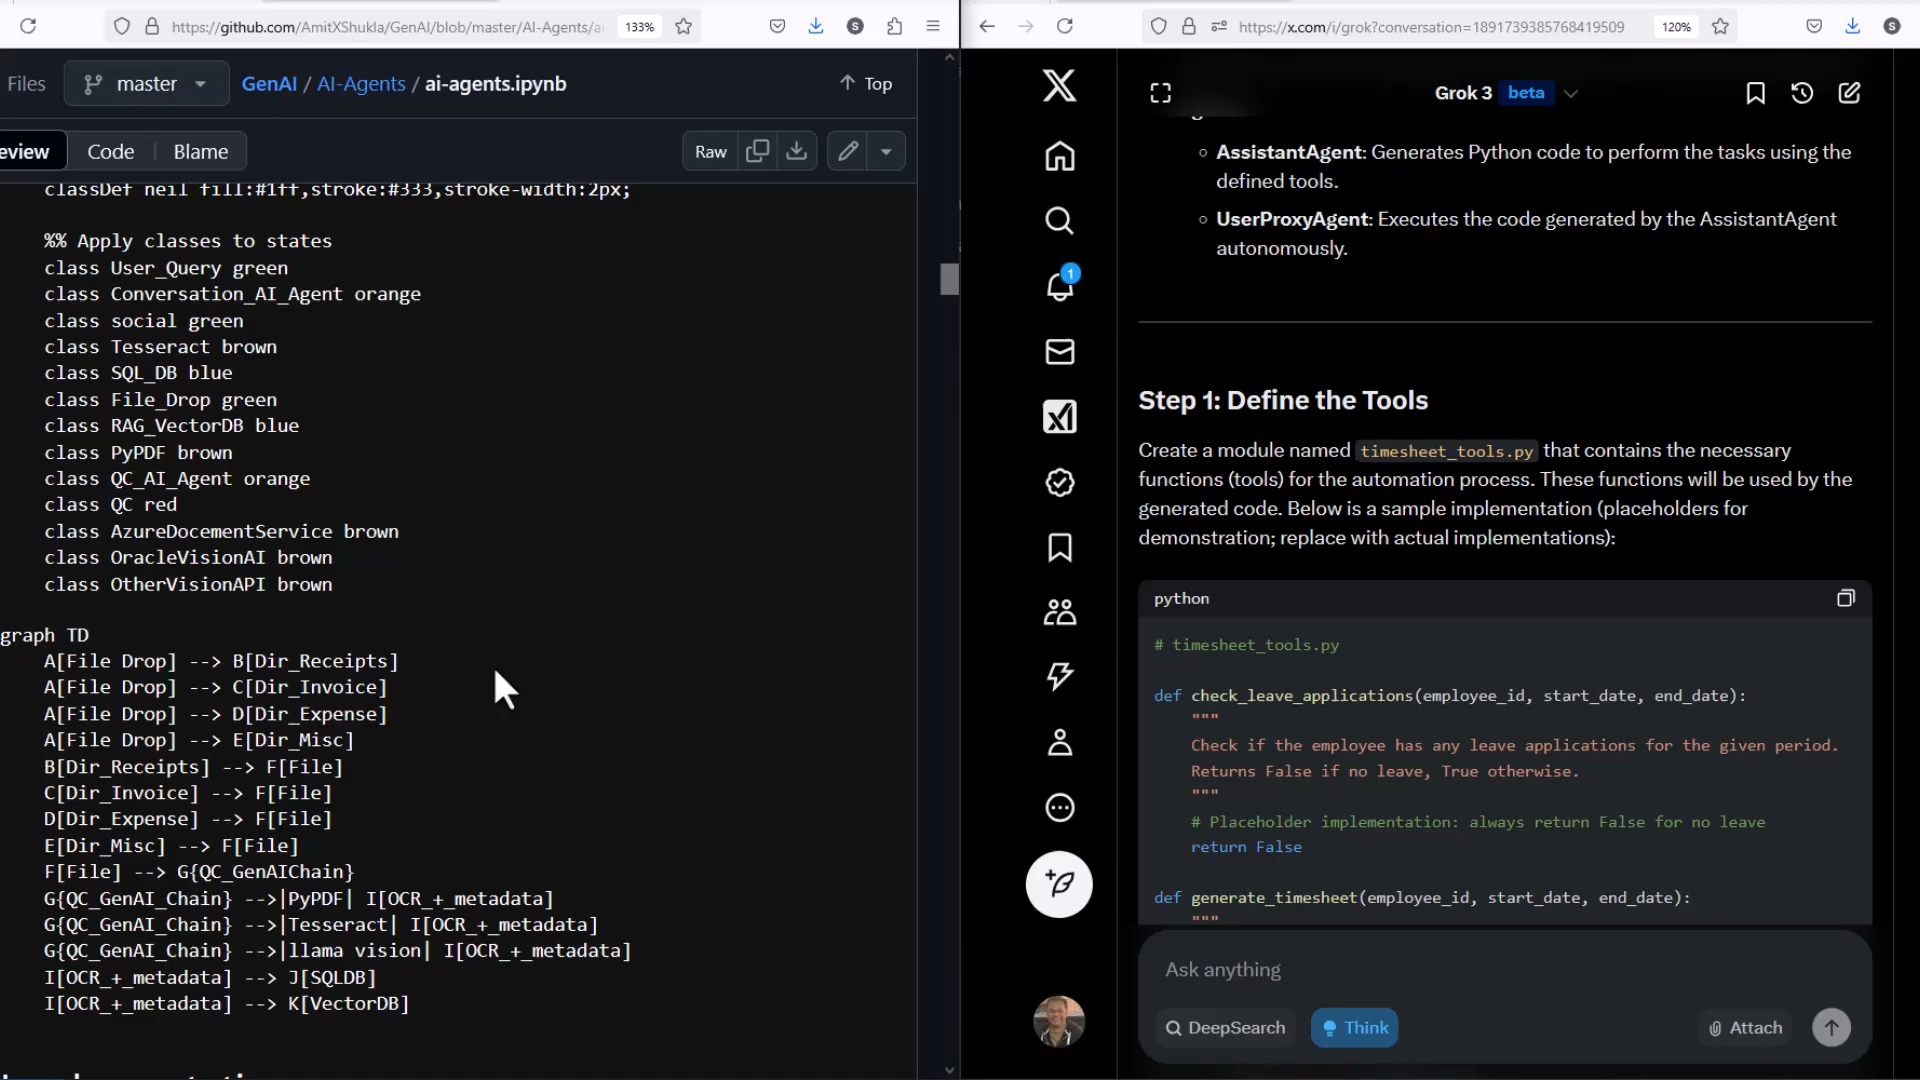 https://github.com/AmitXShukla/GenAI/blob/master/AI-Agents/ai
133%
S
Files
master
GenAI / AI-Agents / ai-agents.ipynb
Top
eview
Code
Blame
Raw
classDef neil fill:#1ff,stroke:#333,stroke-width:2px;
%% Apply classes to states
class User_Query green
class Conversation_AI_Agent orange
class social green
class Tesseract brown
class SQL_DB blue
class File_Drop green
class RAG_VectorDB blue
class PyPDF brown
class QC_AI_Agent orange
class QC red
class AzureDocementService brown
class OracleVisionAI brown
class OtherVisionAPI brown
graph TD
A[File Drop] --> B[Dir_Receipts]
A[File Drop] --> C[Dir_Invoice]
A[File Drop] --> D[Dir_Expense]
A[File Drop] --> E[Dir_Misc]
B[Dir_Receipts] --> F[File]
C[Dir_Invoice] --> F[File]
D[Dir_Expense] --> F[File]
E[Dir_Misc] --> F[File]
F[File] --> G{QC_GenAIChain}
G{QC_GenAI_Chain} -->|PyPDF| I[OCR_+_metadata]
G{QC_GenAI_Chain} -->|Tesseract| I[OCR_+_metadata]
G{QC_GenAI_Chain} -->|llama vision| I[OCR_+_metadata]
I[OCR_+_metadata] --> J[SQLDB]
I[OCR_+_metadata] --> K[VectorDB]
https://x.com/i/grok?conversation=1891739385768419509
120%
S
1
Grok 3 beta
AssistantAgent: Generates Python code to perform the tasks using the
defined tools.
UserProxyAgent: Executes the code generated by the AssistantAgent
autonomously.
Step 1: Define the Tools
Create a module named timesheet_tools.py that contains the necessary
functions (tools) for the automation process. These functions will be used by the
generated code. Below is a sample implementation (placeholders for
demonstration; replace with actual implementations):
python
# timesheet_tools.py
def check_leave_applications(employee_id, start_date, end_date):
"""
Check if the employee has any leave applications for the given period.
Returns False if no leave, True otherwise.
"""
# Placeholder implementation: always return False for no leave
return False
def generate_timesheet(employee_id, start_date, end_date):
"""
Ask anything
DeepSearch
Think
Attach